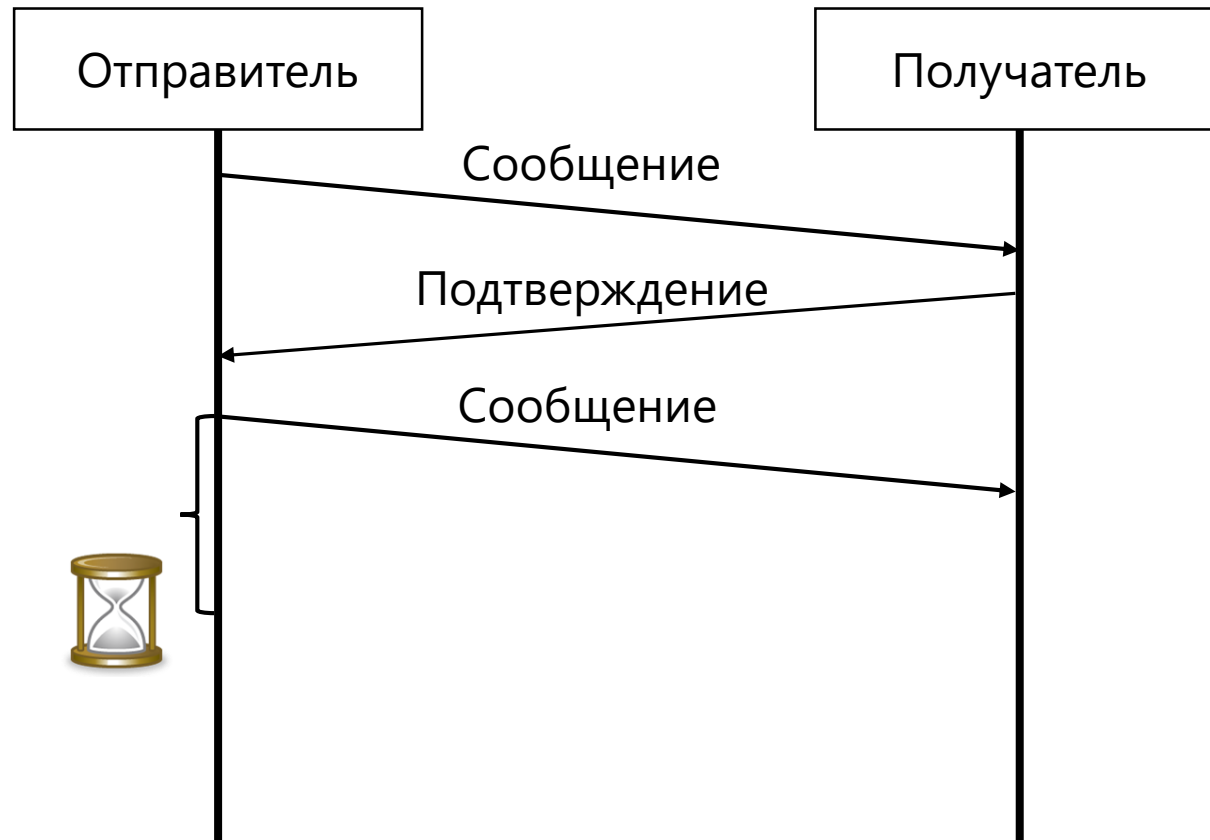 Отправитель
Получатель
Сообщение
Подтверждение
Сообщение